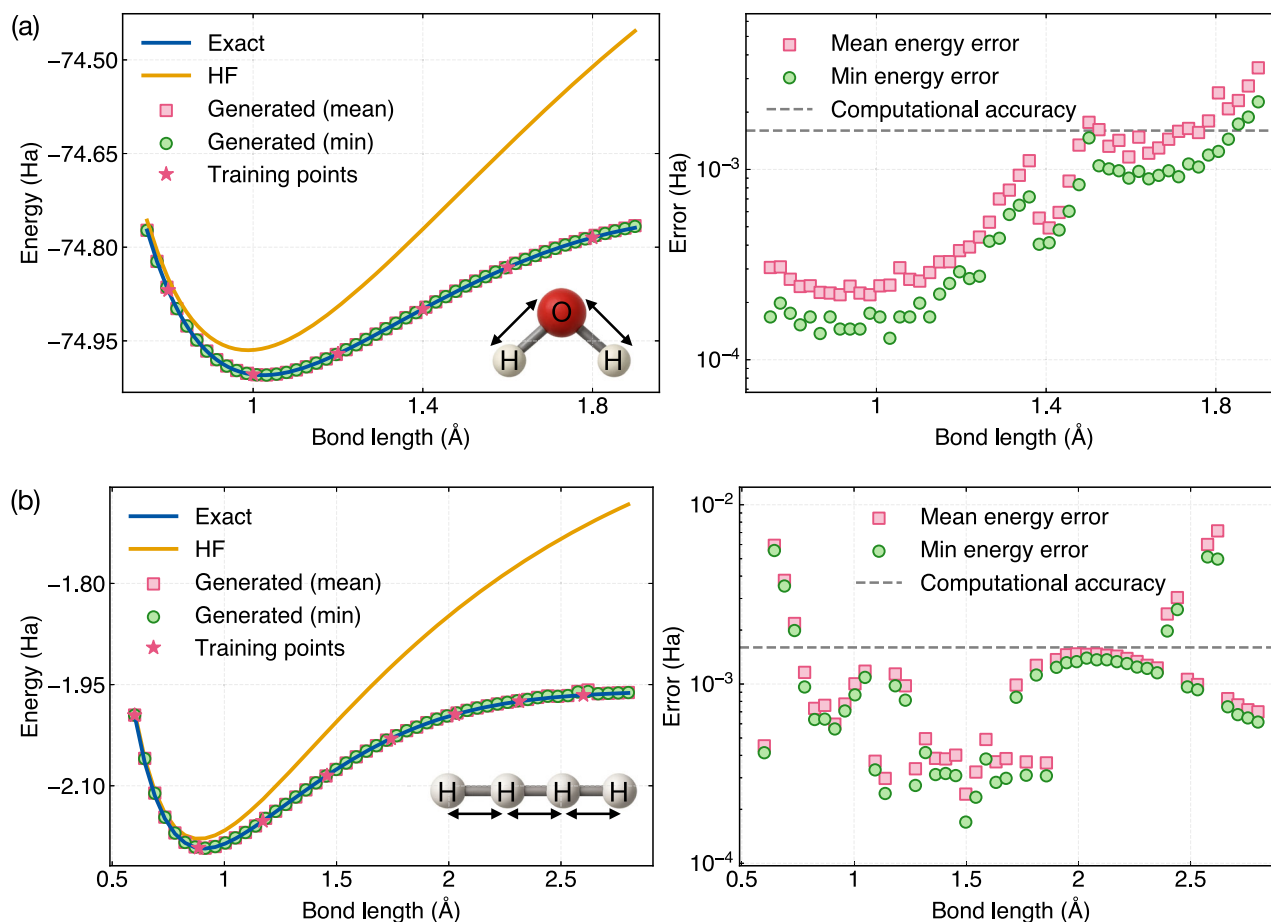 (a)
Exact
HF
Generated (mean)
Generated (min)
Training points
−74.50
−74.65
−74.80
−74.95
Energy (Ha)
O
H H
1 1.4 1.8
Bond length (Å)
Mean energy error
Min energy error
Computational accuracy
10⁻³
10⁻⁴
Error (Ha)
1 1.4 1.8
Bond length (Å)
(b)
Exact
HF
Generated (mean)
Generated (min)
Training points
−1.80
−1.95
−2.10
Energy (Ha)
H H H H
0.5 1 1.5 2 2.5
Bond length (Å)
Mean energy error
Min energy error
Computational accuracy
10⁻²
10⁻³
10⁻⁴
Error (Ha)
0.5 1 1.5 2 2.5
Bond length (Å)